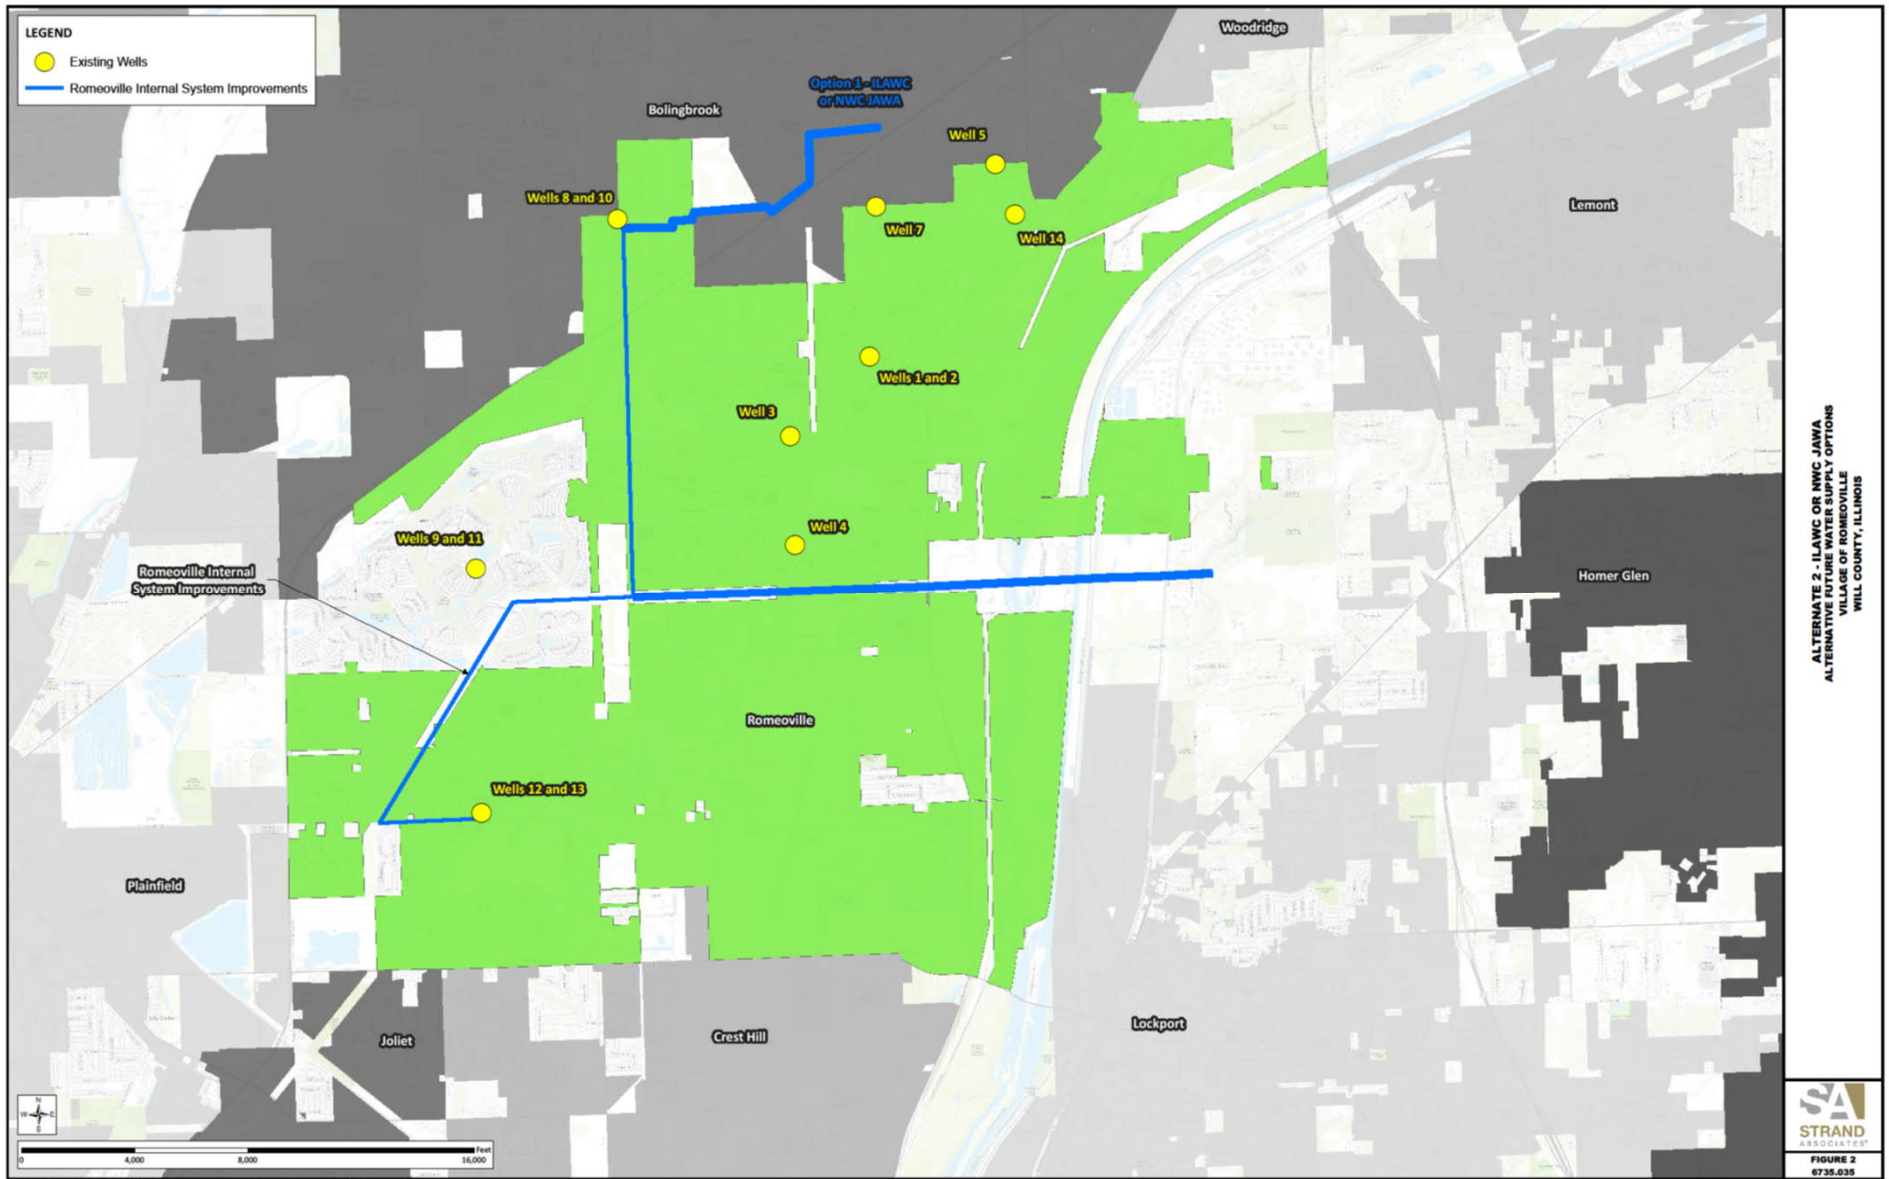 LEGEND
Existing Wells
Romeoville Internal System Improvements
Woodridge
Bolingbrook
Option 1 - ILAWC
or NWC JAWA
Well 5
Wells 8 and 10
Well 7
Well 14
Lemont
Wells 1 and 2
Well 3
Well 4
Wells 9 and 11
Romeoville Internal
System Improvements
Homer Glen
Romeoville
Wells 12 and 13
Plainfield
Joliet
Crest Hill
Lockport
N
W E
S
Feet
0 4,000 8,000 16,000
ALTERNATE 2 - ILAWC OR NWC JAWA
ALTERNATIVE FUTURE WATER SUPPLY OPTIONS
VILLAGE OF ROMEOVILLE
WILL COUNTY, ILLINOIS
SA
STRAND
ASSOCIATES®
FIGURE 2
6735.035